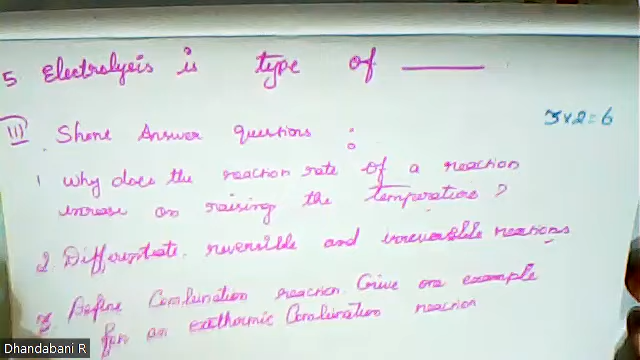 5 Electrolysis is type of ———
III Short Answer questions :
3x2=6
1 Why does the reaction rate of a reaction
increase on raising the temperature ?
2. Differentiate reversible and irreversible reactions
3. Define Combination reaction. Give one example
for an exothermic Combination reaction
Dhandabani R